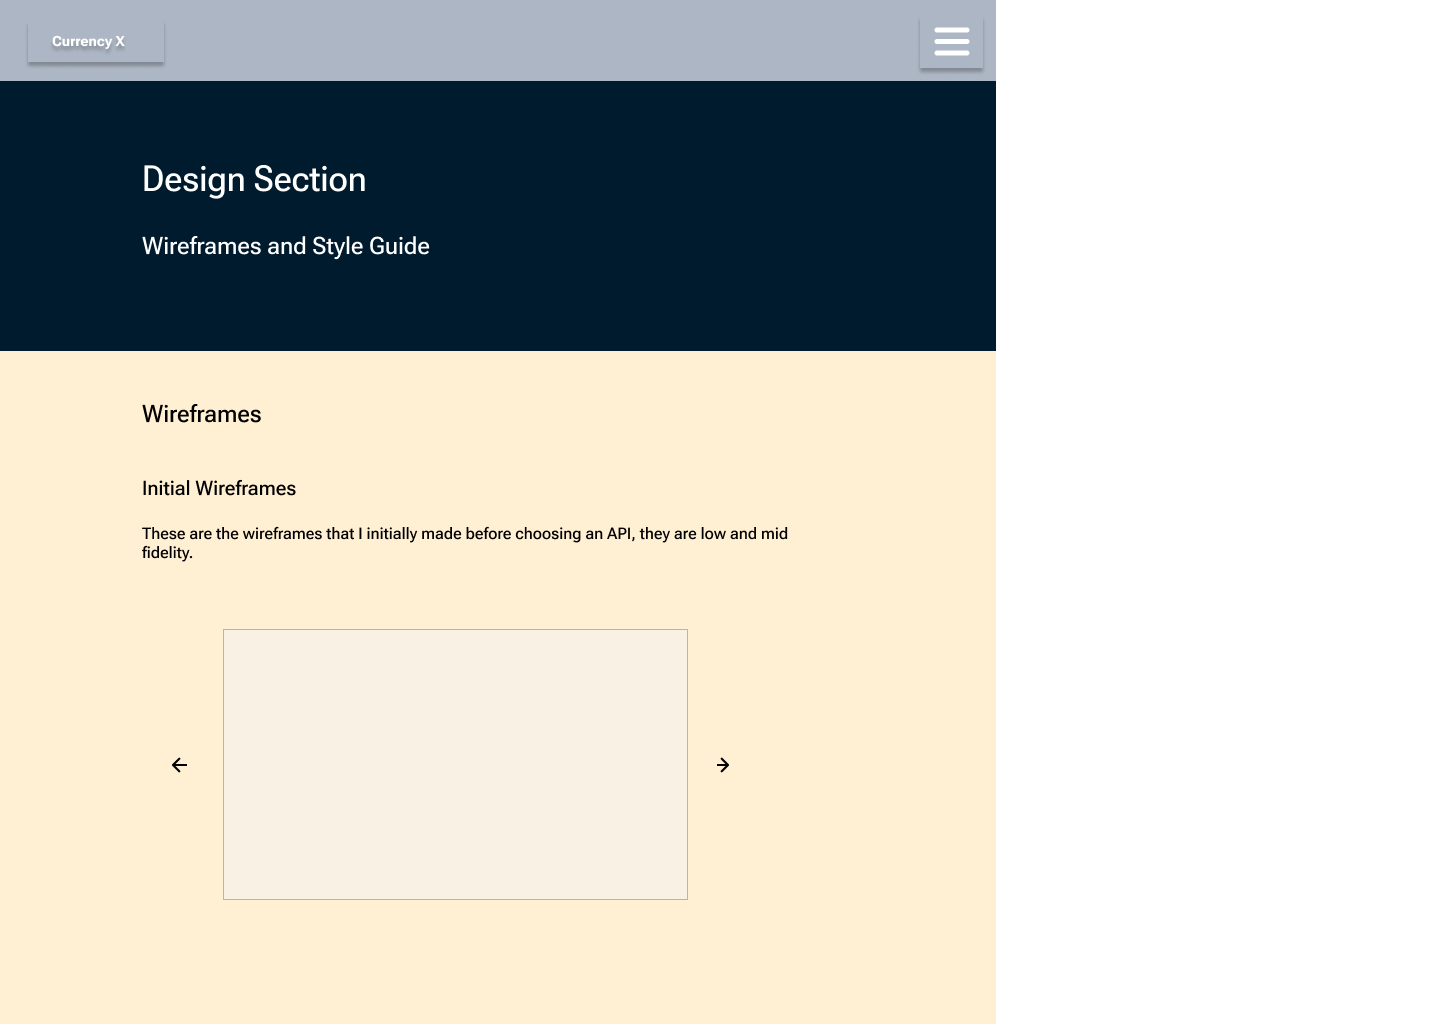 Currency X
Design Section
Wireframes and Style Guide
Wireframes
Initial Wireframes
These are the wireframes that I initially made before choosing an API, they are low and mid
fidelity.